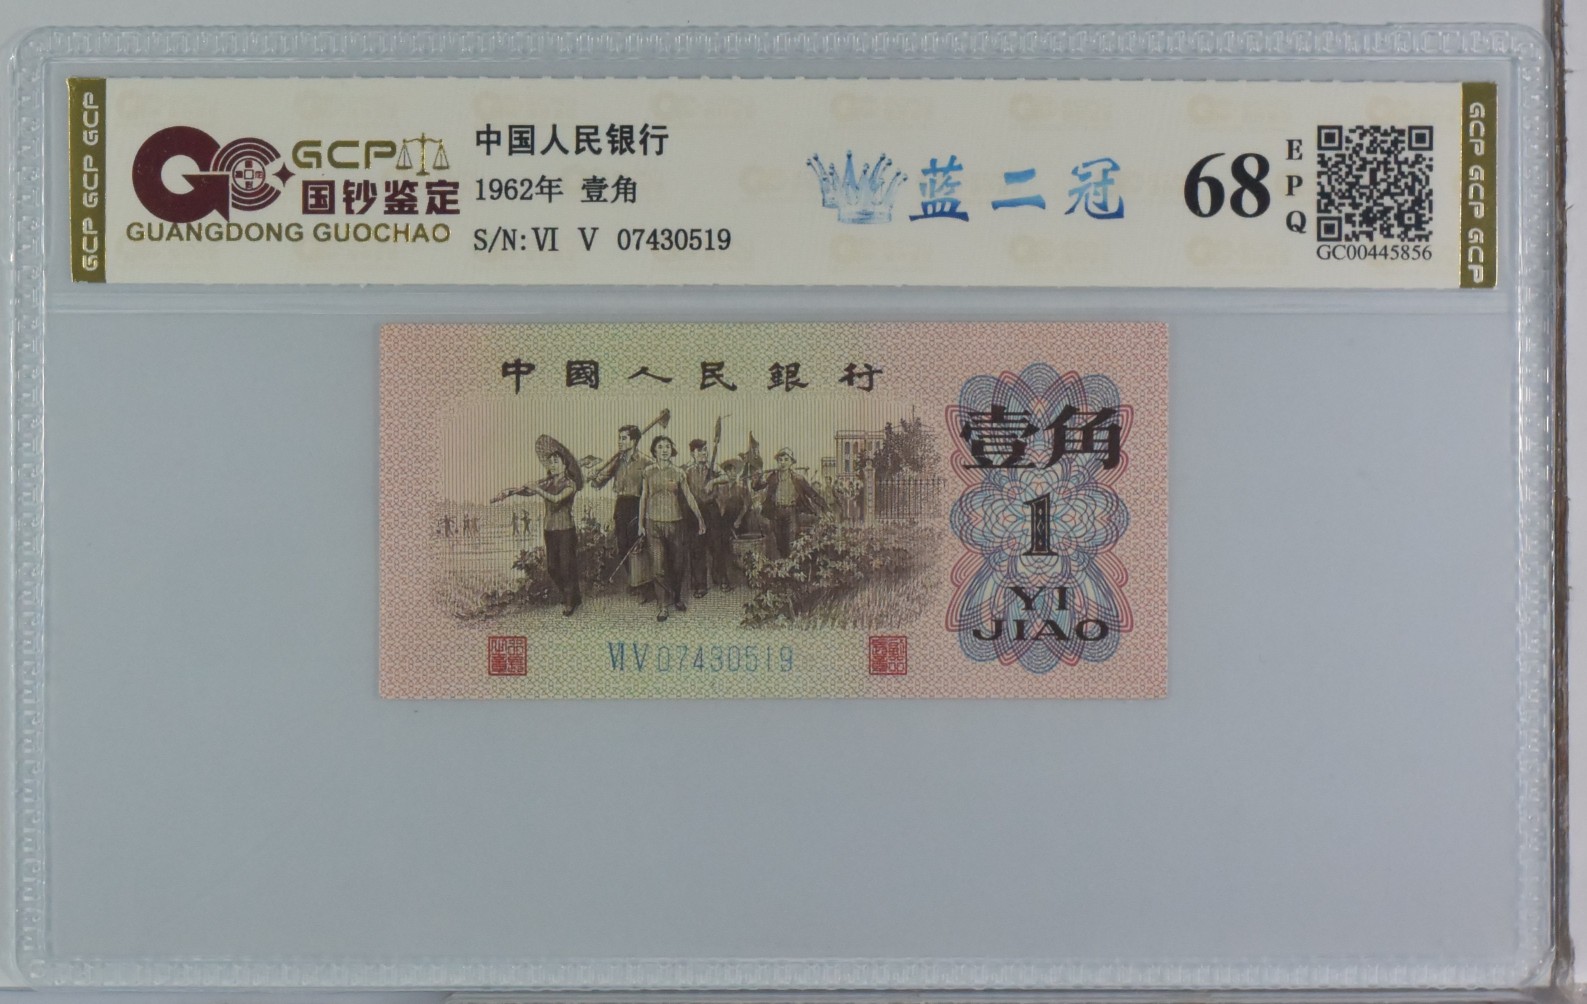 GCP GCP GCP
GCP
国钞鉴定
GUANGDONG GUOCHAO
中国人民银行
1962年 壹角
S/N:Ⅵ Ⅴ 07430519
蓝二冠
68
EPQ
GC00445856
GCP GCP GCP
中國人民銀行
壹角
1
YI
JIAO
ⅥⅤ07430519